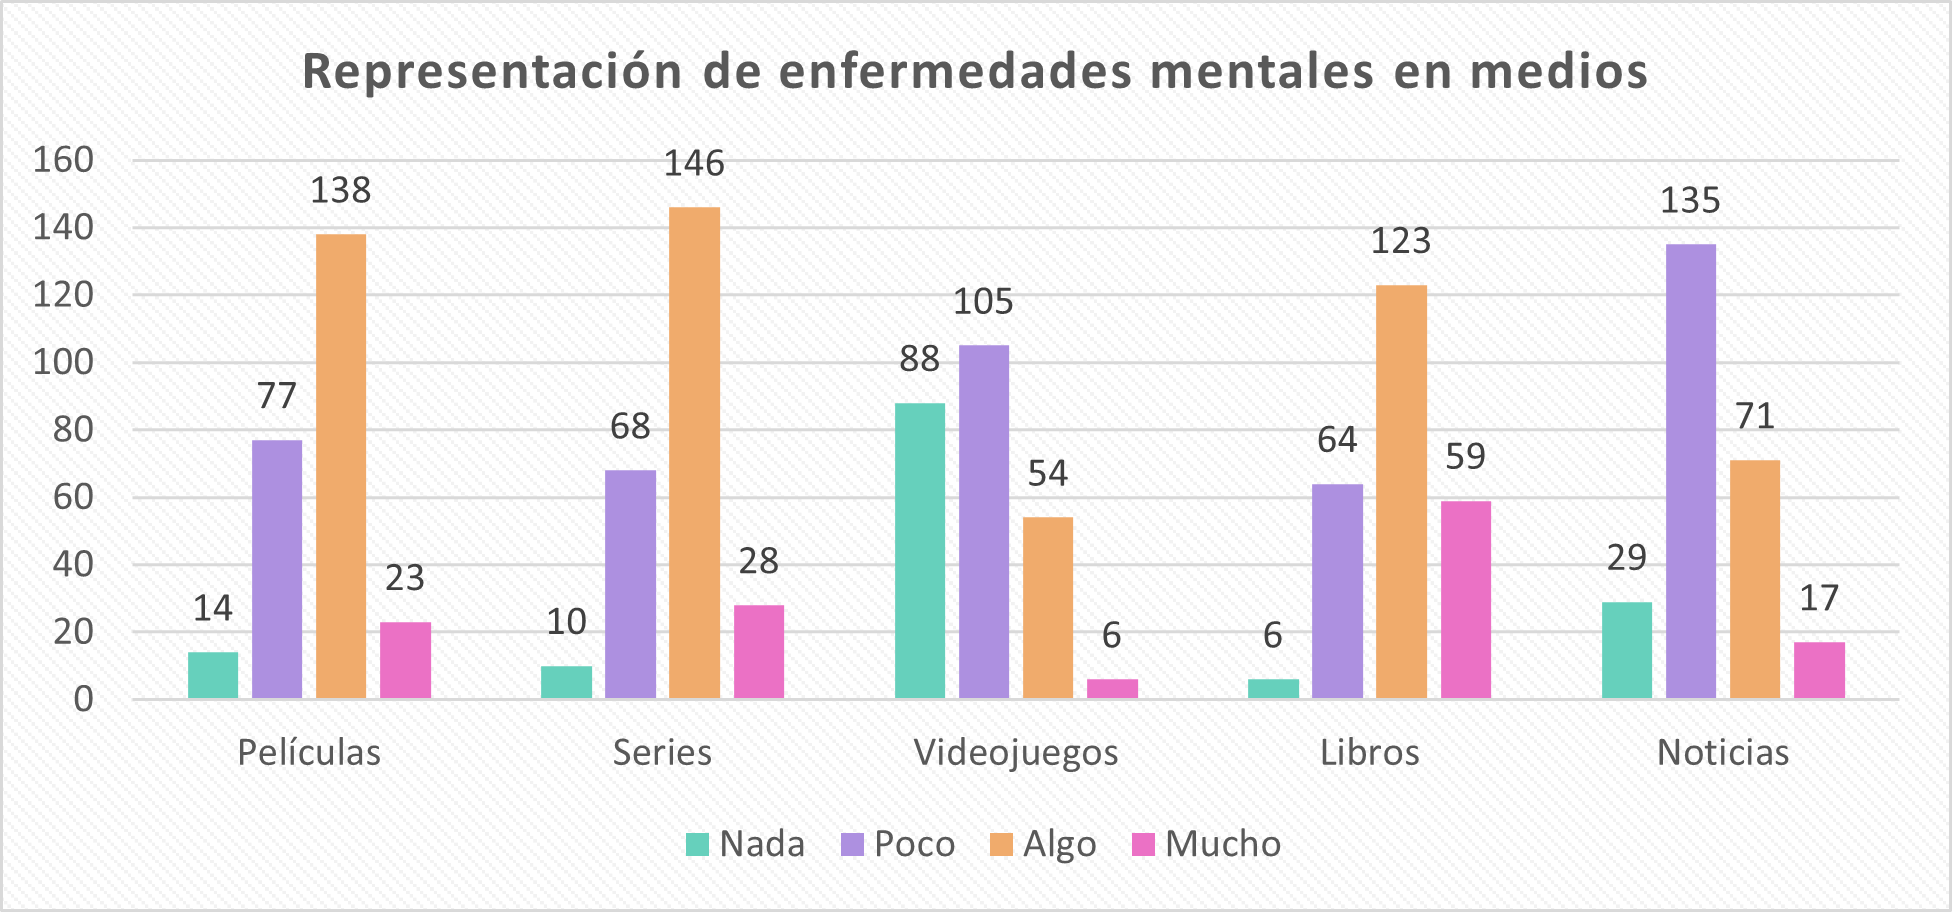 Representación de enfermedades mentales en medios
160
140
120
100
80
60
40
20
0
14
77
138
23
10
68
146
28
88
105
54
6
6
64
123
59
29
135
71
17
Películas
Series
Videojuegos
Libros
Noticias
Nada
Poco
Algo
Mucho